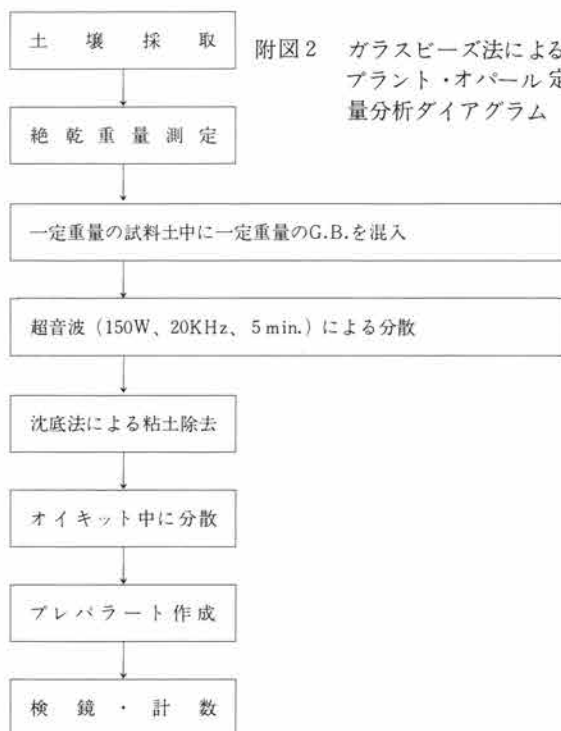 土壌採取
附図2 ガラスビーズ法による
プラント・オパール定
量分析ダイアグラム
絶乾重量測定
一定重量の試料土中に一定重量のG.B.を混入
超音波（150W、20KHz、5min.）による分散
沈底法による粘土除去
オイキット中に分散
プレパラート作成
検鏡・計数